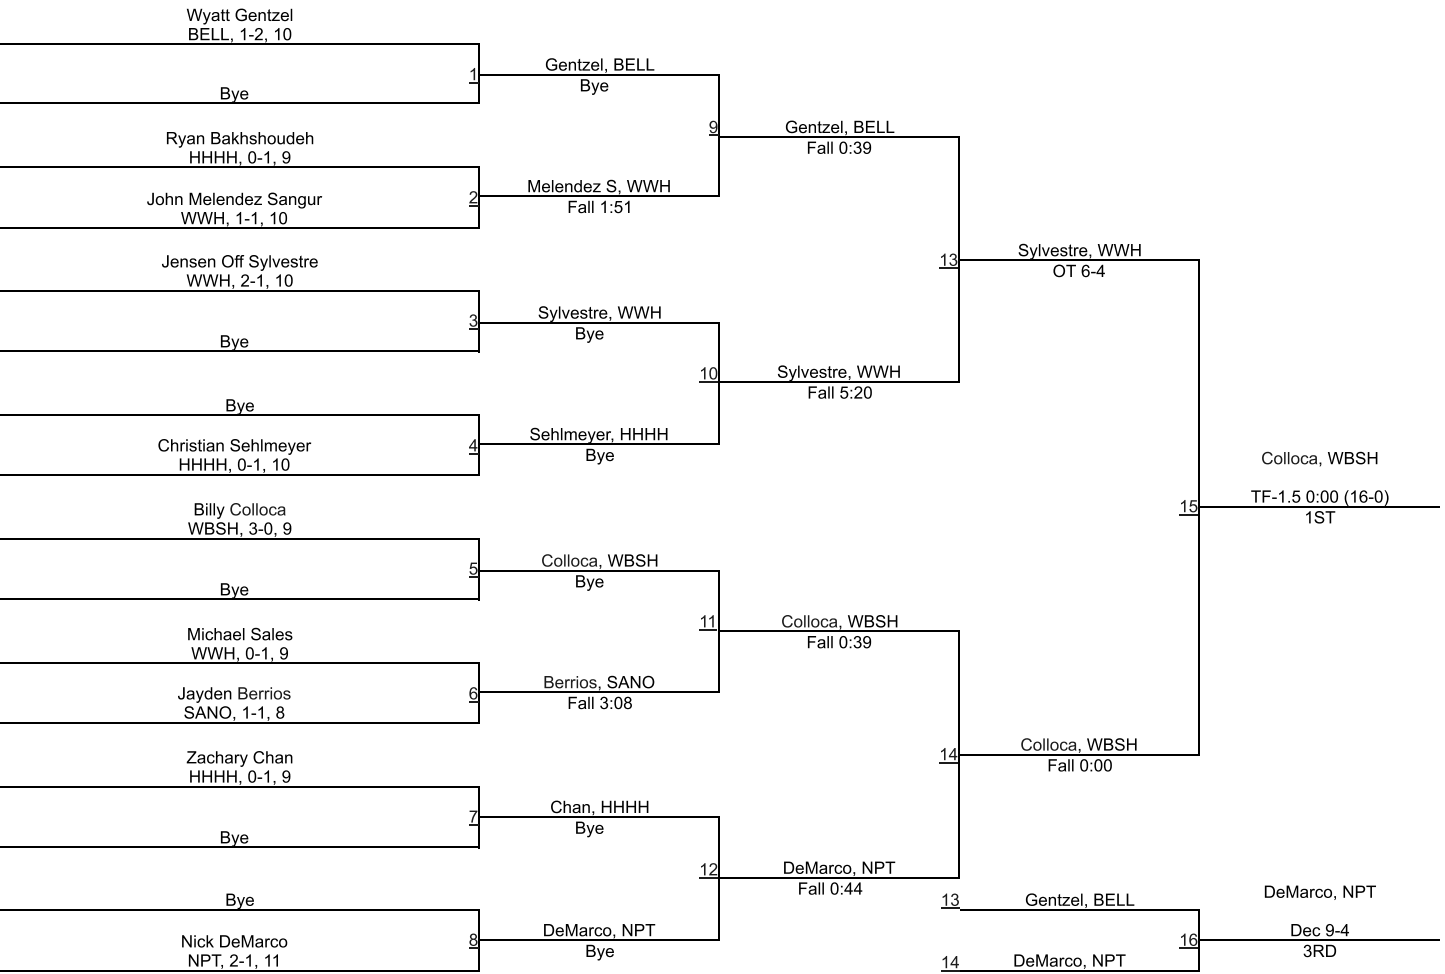 Wyatt Gentzel
BELL, 1-2, 10
Bye
1
Gentzel, BELL
Bye
Ryan Bakhshoudeh
HHHH, 0-1, 9
John Melendez Sangur
WWH, 1-1, 10
2
Melendez S, WWH
Fall 1:51
9
Gentzel, BELL
Fall 0:39
Jensen Off Sylvestre
WWH, 2-1, 10
Bye
3
Sylvestre, WWH
Bye
Bye
Christian Sehlmeyer
HHHH, 0-1, 10
4
Sehlmeyer, HHHH
Bye
10
Sylvestre, WWH
Fall 5:20
13
Sylvestre, WWH
OT 6-4
Billy Colloca
WBSH, 3-0, 9
Bye
5
Colloca, WBSH
Bye
Michael Sales
WWH, 0-1, 9
Jayden Berrios
SANO, 1-1, 8
6
Berrios, SANO
Fall 3:08
11
Colloca, WBSH
Fall 0:39
Zachary Chan
HHHH, 0-1, 9
Bye
7
Chan, HHHH
Bye
Bye
Nick DeMarco
NPT, 2-1, 11
8
DeMarco, NPT
Bye
12
DeMarco, NPT
Fall 0:44
14
Colloca, WBSH
Fall 0:00
15
Colloca, WBSH
TF-1.5 0:00 (16-0)
1ST
13
Gentzel, BELL
14
DeMarco, NPT
16
DeMarco, NPT
Dec 9-4
3RD